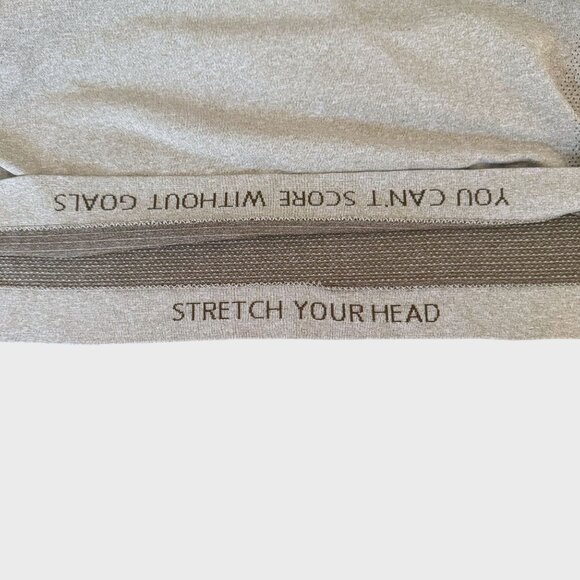 YOU CAN'T SCORE WITHOUT GOALS
STRETCH YOUR HEAD